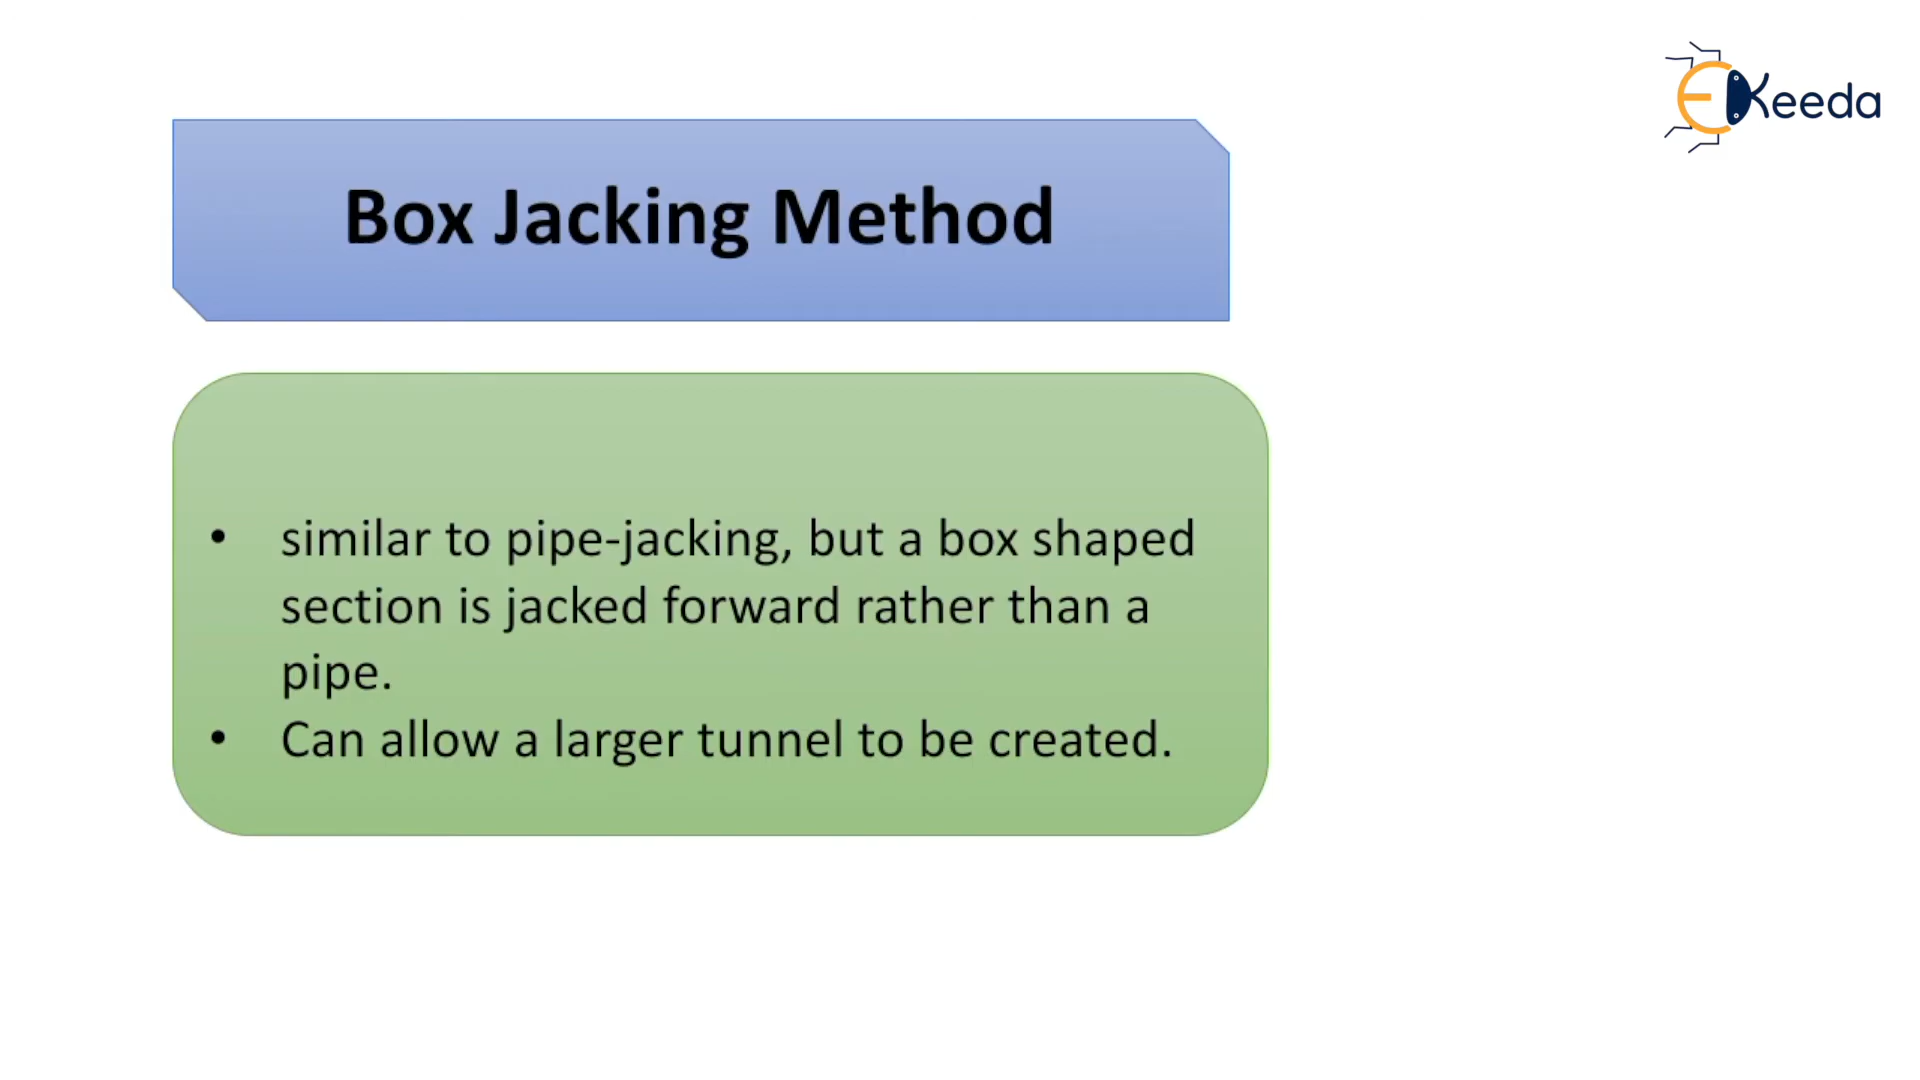 EKeeda
Box Jacking Method
• similar to pipe-jacking, but a box shaped
section is jacked forward rather than a
pipe.
• Can allow a larger tunnel to be created.